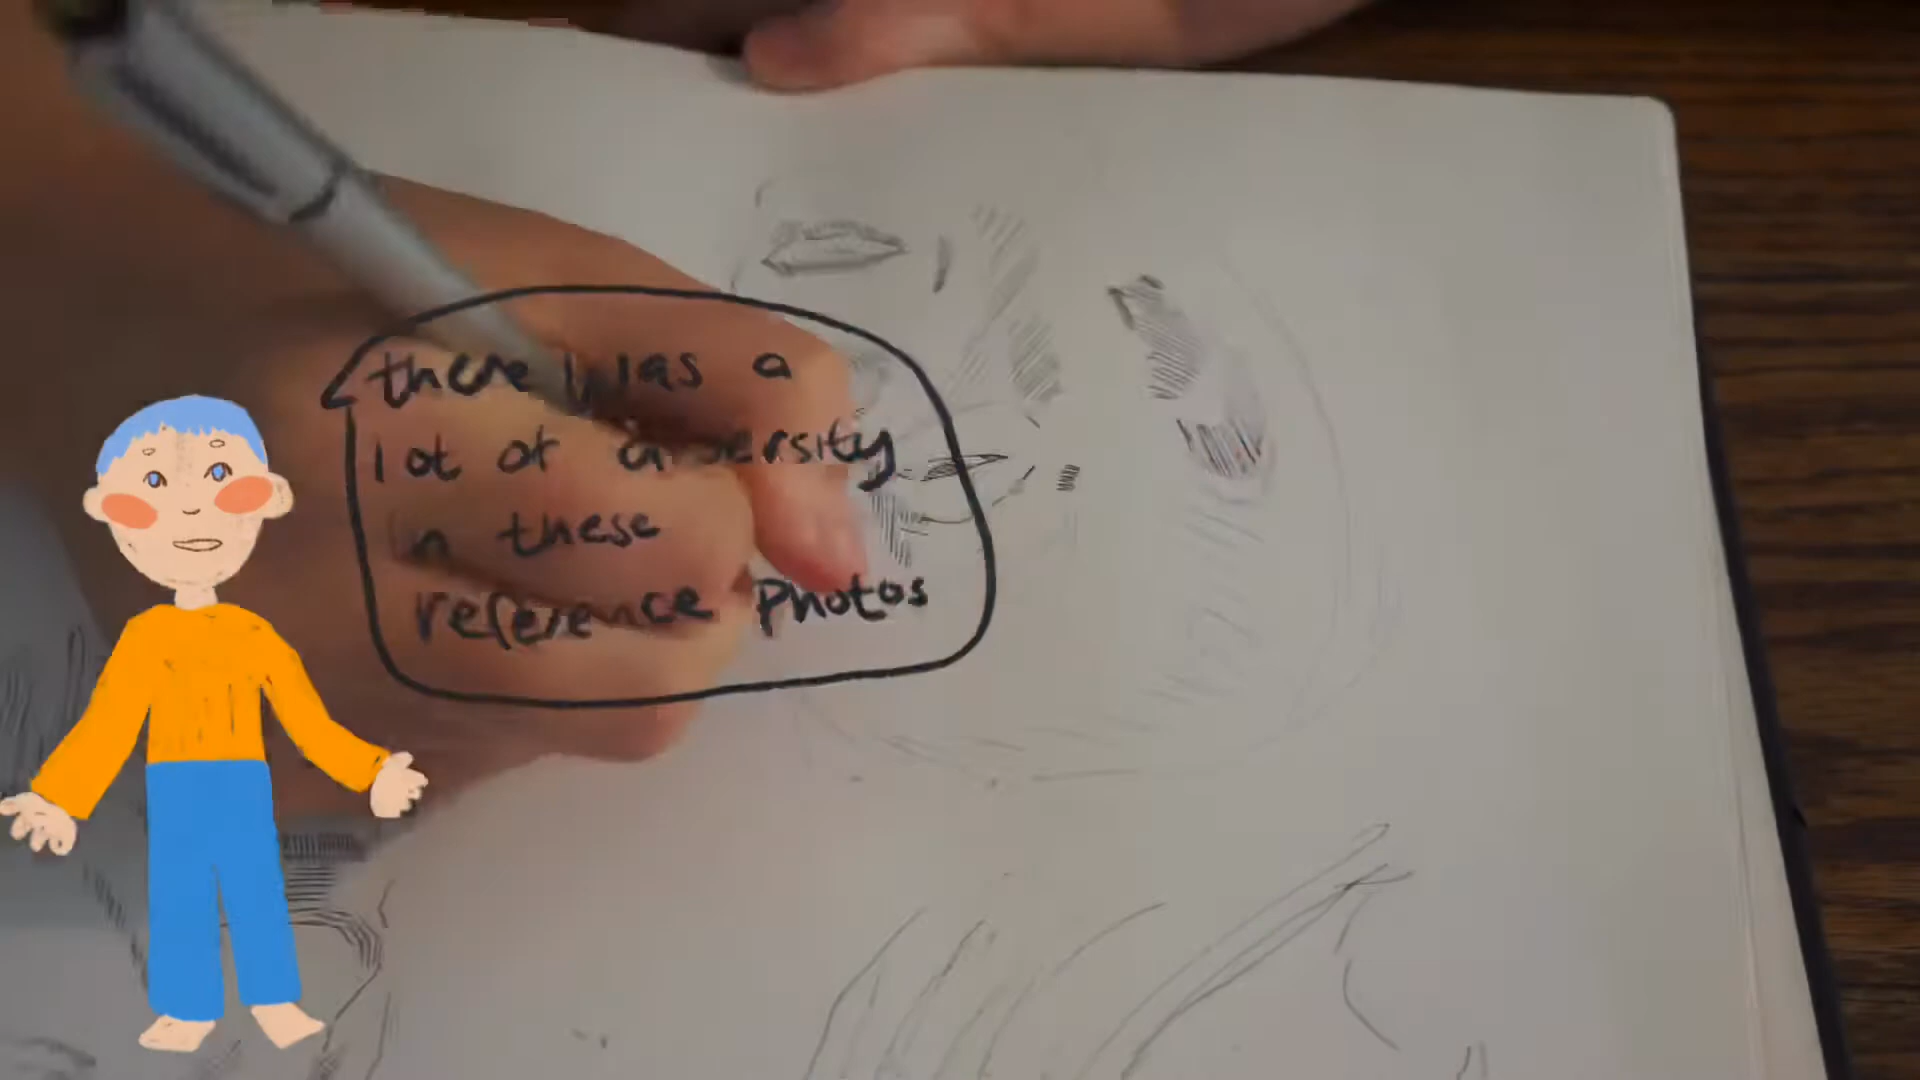 there was a
lot of diversity
in these
reference Photos